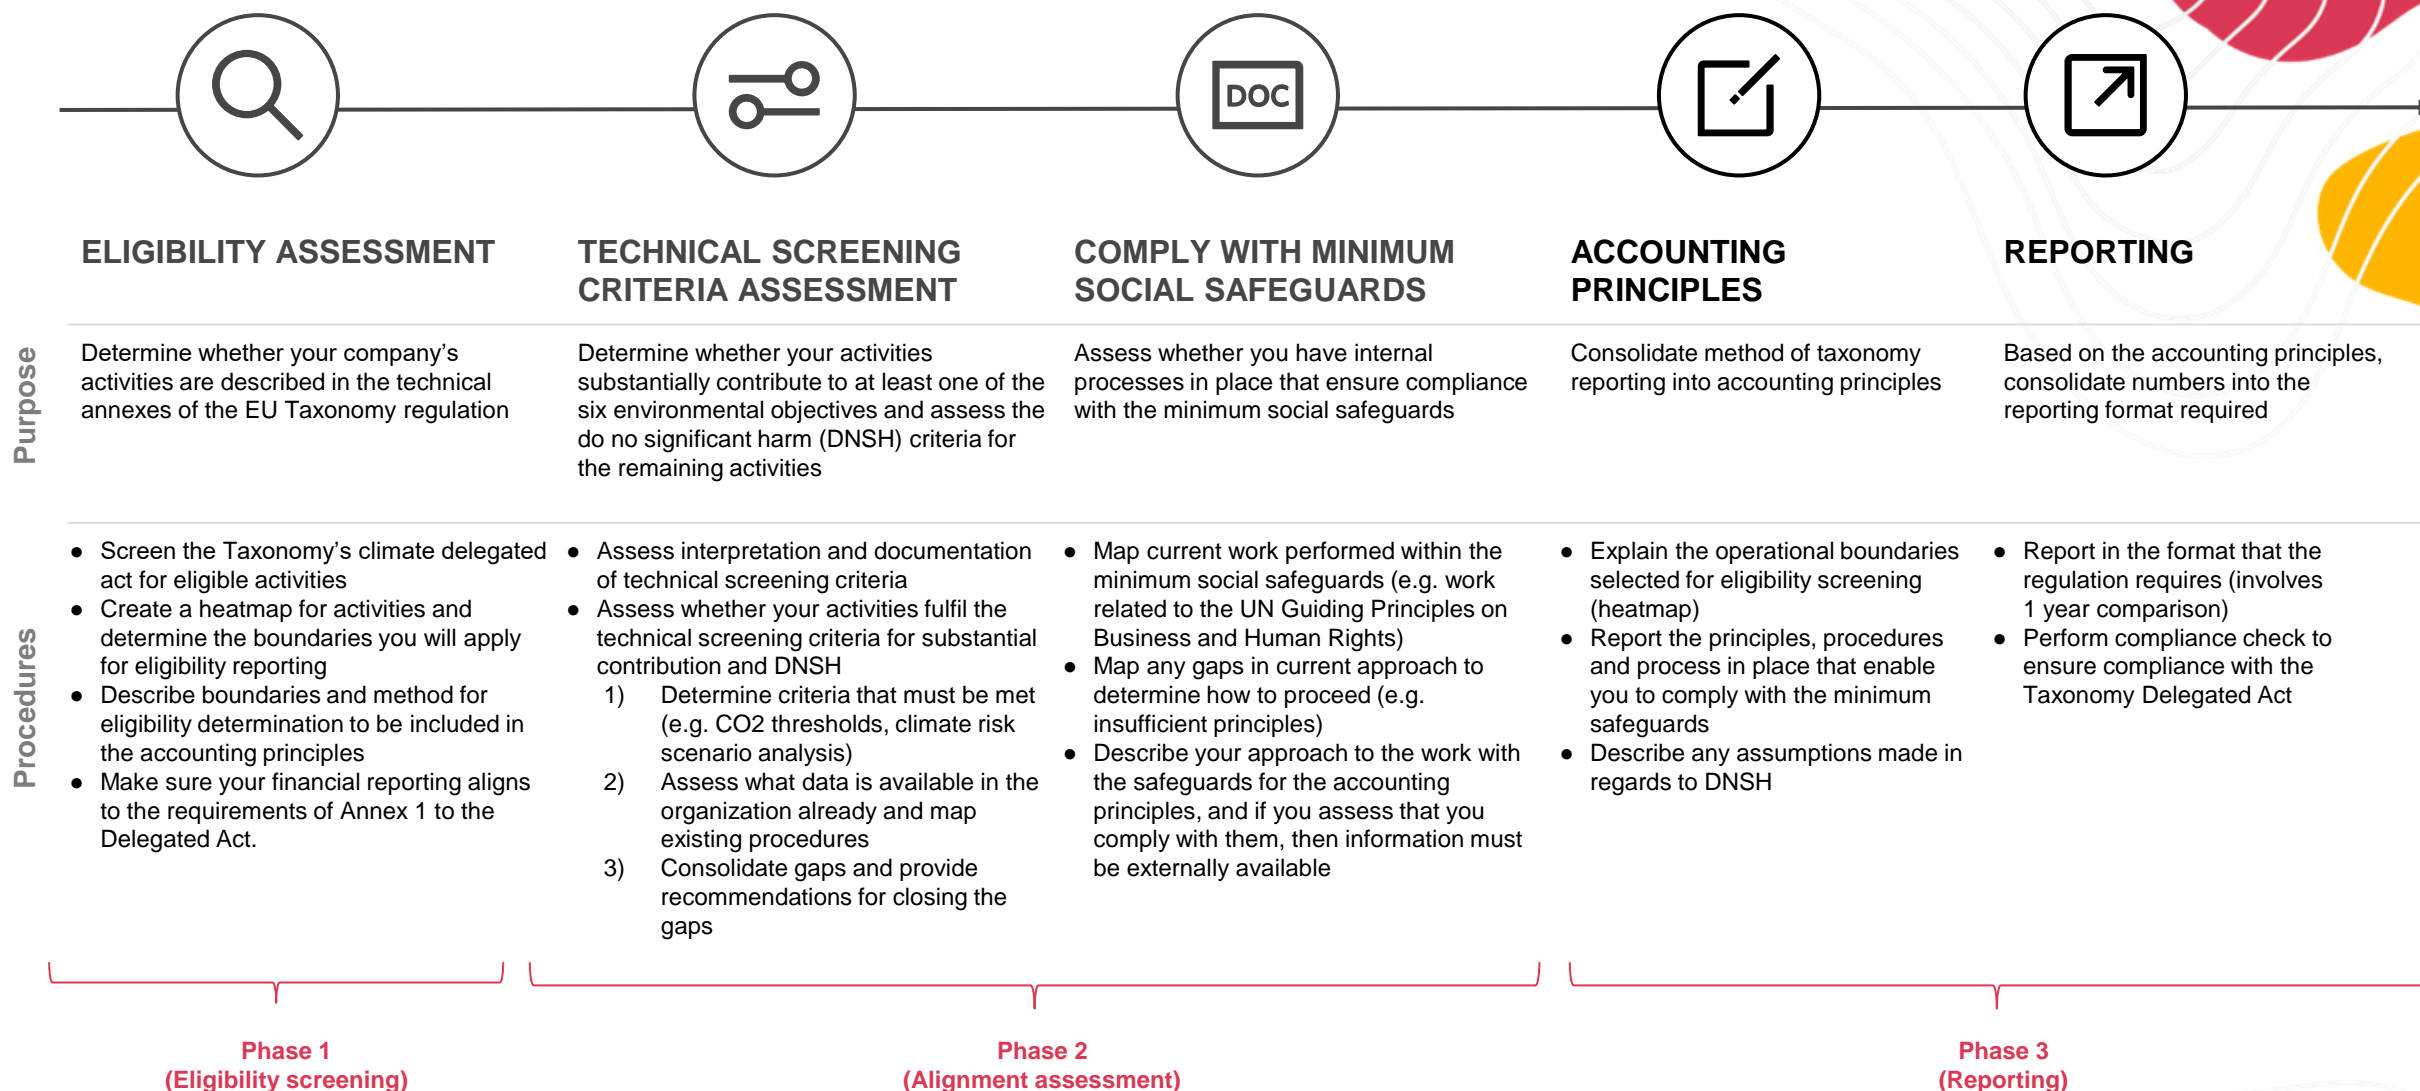 DOC
ELIGIBILITY ASSESSMENT
TECHNICAL SCREENING
CRITERIA ASSESSMENT
COMPLY WITH MINIMUM
SOCIAL SAFEGUARDS
ACCOUNTING
PRINCIPLES
REPORTING
Purpose
Determine whether your company’s
activities are described in the technical
annexes of the EU Taxonomy regulation
Determine whether your activities
substantially contribute to at least one of the
six environmental objectives and assess the
do no significant harm (DNSH) criteria for
the remaining activities
Assess whether you have internal
processes in place that ensure compliance
with the minimum social safeguards
Consolidate method of taxonomy
reporting into accounting principles
Based on the accounting principles,
consolidate numbers into the
reporting format required
Procedures
● Screen the Taxonomy’s climate delegated
act for eligible activities
● Create a heatmap for activities and
determine the boundaries you will apply
for eligibility reporting
● Describe boundaries and method for
eligibility determination to be included in
the accounting principles
● Make sure your financial reporting aligns
to the requirements of Annex 1 to the
Delegated Act.
● Assess interpretation and documentation
of technical screening criteria
● Assess whether your activities fulfil the
technical screening criteria for substantial
contribution and DNSH
1) Determine criteria that must be met
(e.g. CO2 thresholds, climate risk
scenario analysis)
2) Assess what data is available in the
organization already and map
existing procedures
3) Consolidate gaps and provide
recommendations for closing the
gaps
● Map current work performed within the
minimum social safeguards (e.g. work
related to the UN Guiding Principles on
Business and Human Rights)
● Map any gaps in current approach to
determine how to proceed (e.g.
insufficient principles)
● Describe your approach to the work with
the safeguards for the accounting
principles, and if you assess that you
comply with them, then information must
be externally available
● Explain the operational boundaries
selected for eligibility screening
(heatmap)
● Report the principles, procedures
and process in place that enable
you to comply with the minimum
safeguards
● Describe any assumptions made in
regards to DNSH
● Report in the format that the
regulation requires (involves
1 year comparison)
● Perform compliance check to
ensure compliance with the
Taxonomy Delegated Act
Phase 1
(Eligibility screening)
Phase 2
(Alignment assessment)
Phase 3
(Reporting)